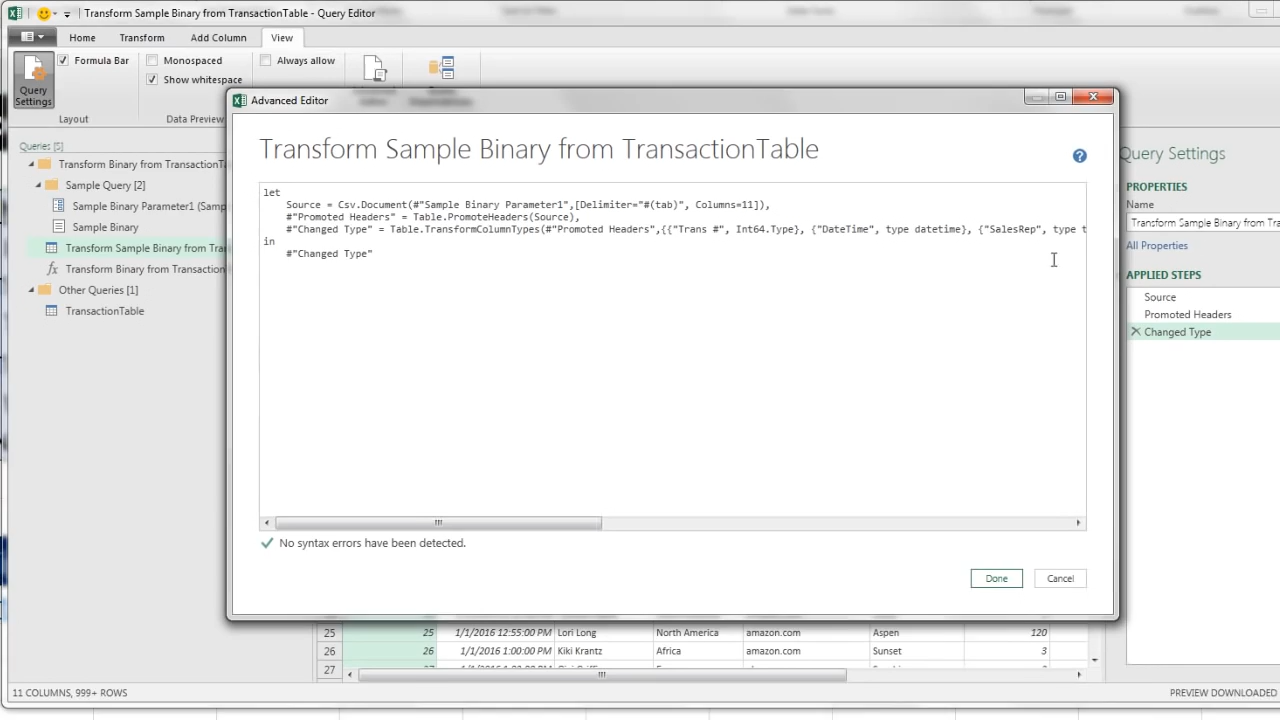 Transform Sample Binary from TransactionTable - Query Editor
Home Transform Add Column View
Formula Bar Monospaced Always allow
Show whitespace
Query
Settings
Layout Data Preview
Advanced Editor
Transform Sample Binary from TransactionTable
let
    Source = Csv.Document(#"Sample Binary Parameter1",[Delimiter="#(tab)", Columns=11]),
    #"Promoted Headers" = Table.PromoteHeaders(Source),
    #"Changed Type" = Table.TransformColumnTypes(#"Promoted Headers",{{"Trans #", Int64.Type}, {"DateTime", type datetime}, {"SalesRep", type t
in
    #"Changed Type"
No syntax errors have been detected.
Done Cancel
Queries [5]
Transform Binary from TransactionTa
Sample Query [2]
Sample Binary Parameter1 (Samp
Sample Binary
Transform Sample Binary from Tran
Transform Binary from Transaction
Other Queries [1]
TransactionTable
Query Settings
PROPERTIES
Name
Transform Sample Binary from Trans
All Properties
APPLIED STEPS
Source
Promoted Headers
Changed Type
25 25 1/1/2016 12:55:00 PM Lori Long North America amazon.com Aspen 120
26 26 1/1/2016 1:00:00 PM Kiki Krantz Africa amazon.com Sunset 3
27
11 COLUMNS, 999+ ROWS
PREVIEW DOWNLOADED